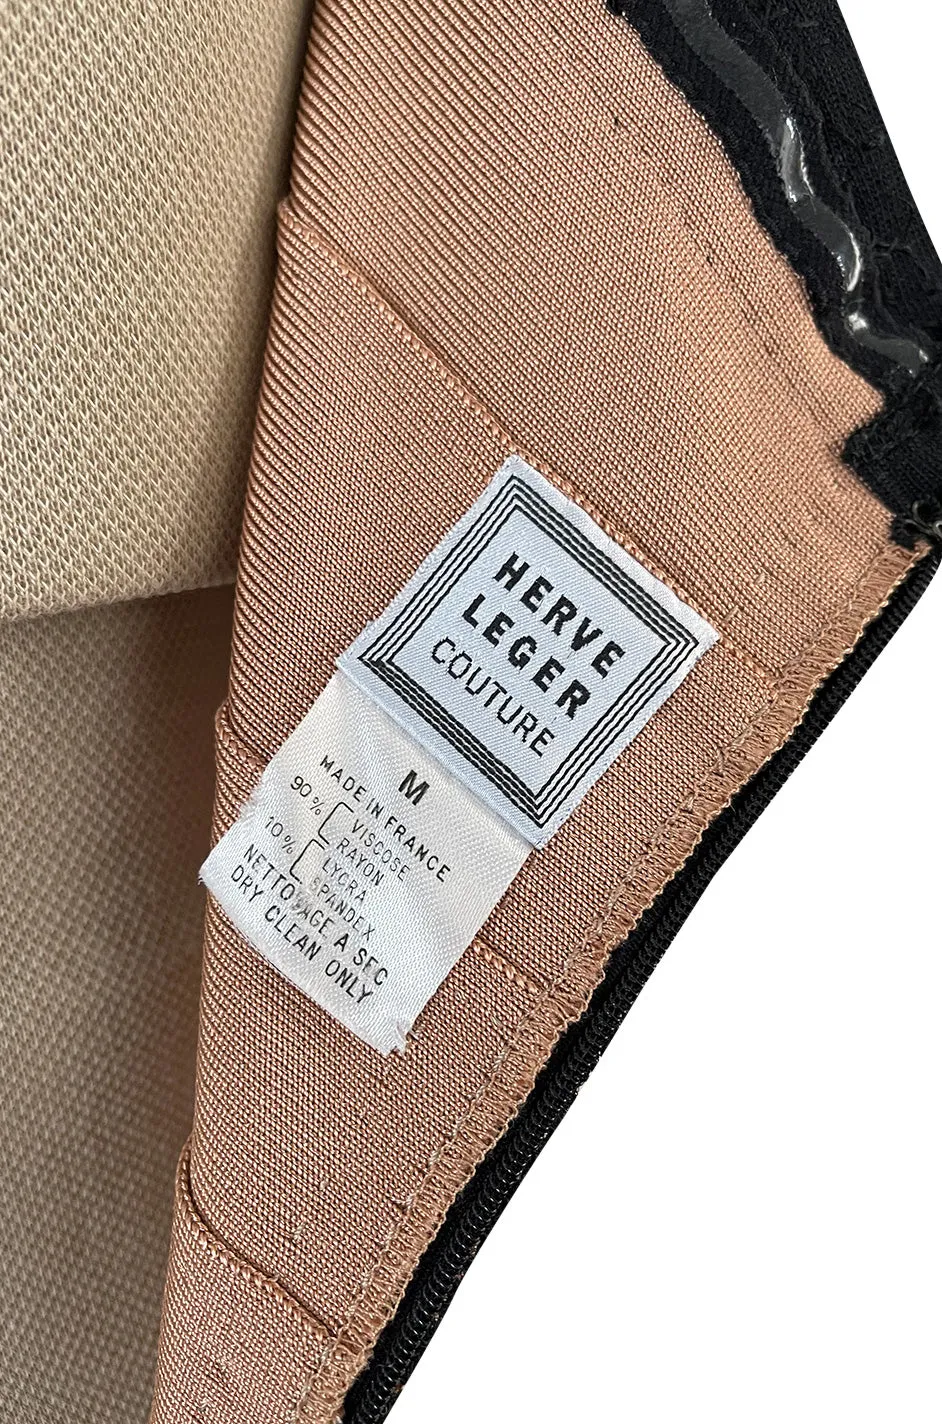 HERVE
LEGER
COUTURE
M
MADE IN FRANCE
90 % [ VISCOSE
RAYON
10 % [ LYCRA
SPANDEX
NETTOYAGE A SEC
DRY CLEAN ONLY